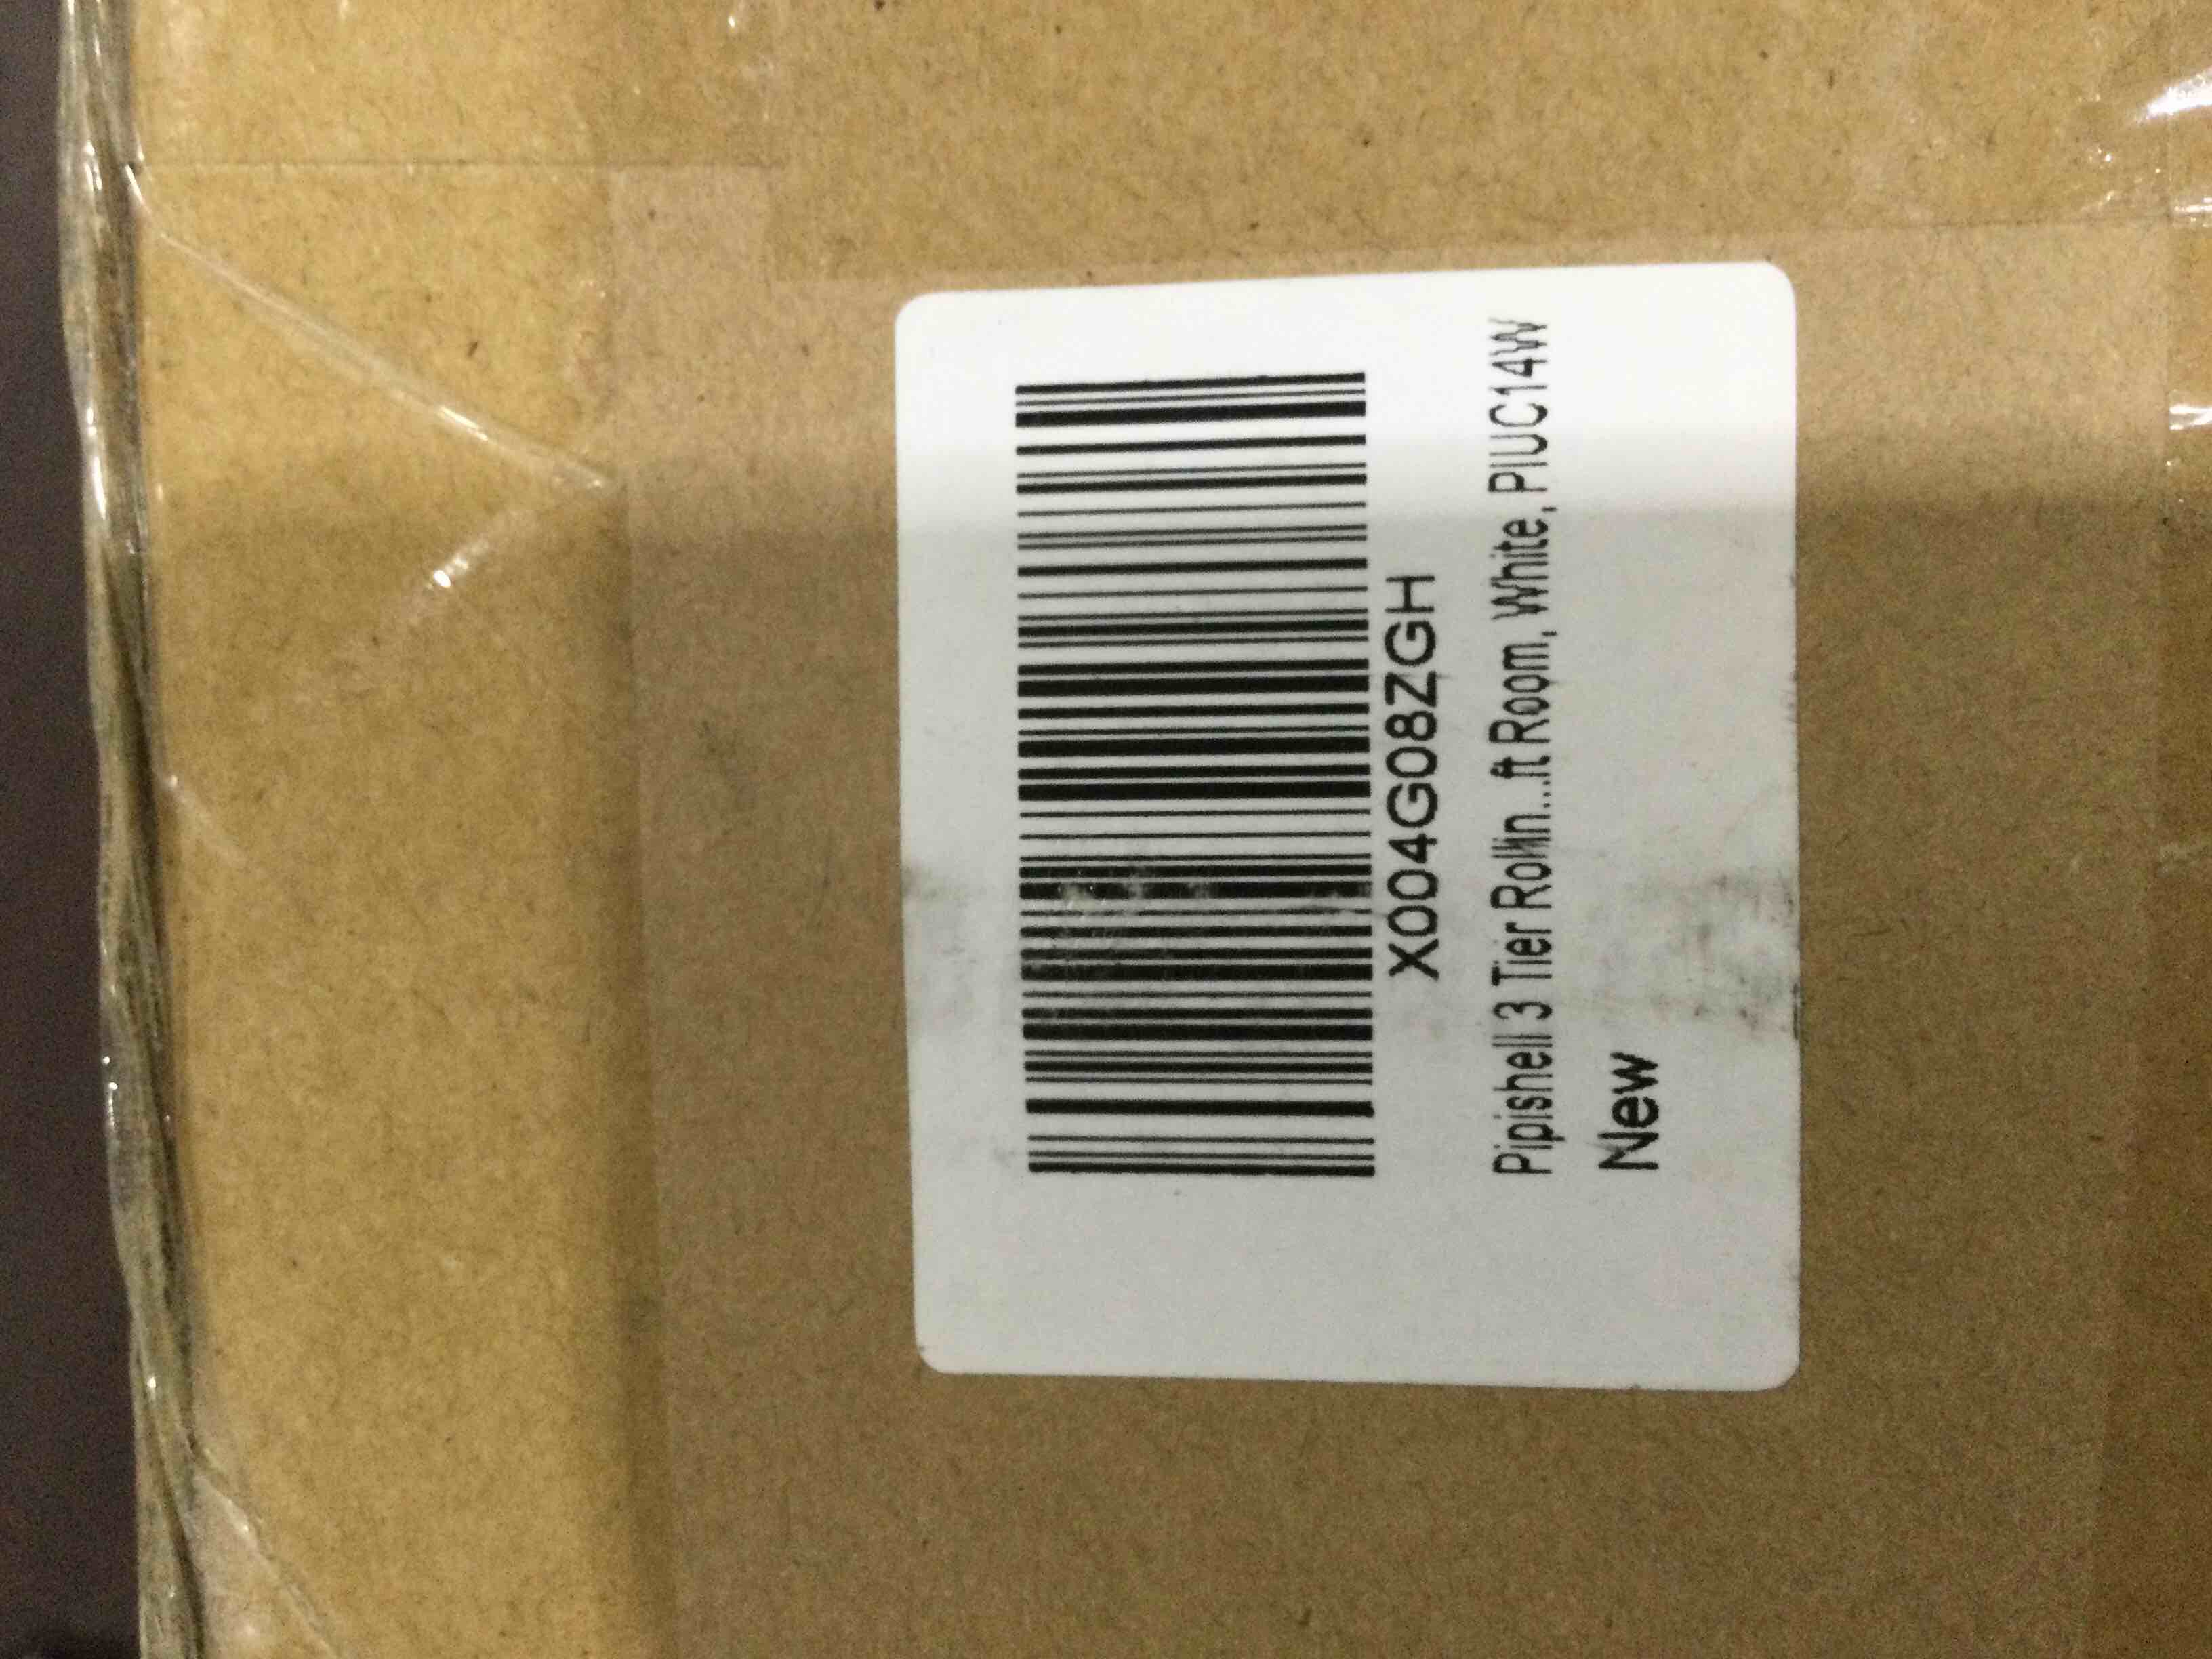 X004G08ZGH
Pipishell 3 Tier Rollin...ft Room, White, PIUC14W
New